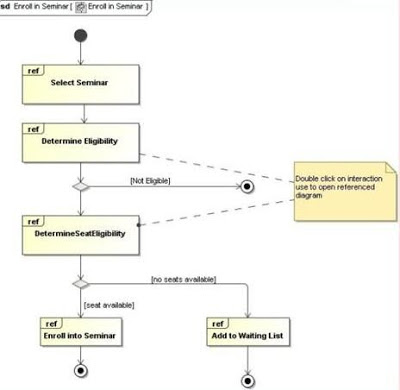 sd Enroll in Seminar [ Enroll in Seminar ]
ref
Select Seminar
ref
Determine Eligibility
[Not Eligible]
Double click on interaction
use to open referenced
diagram
ref
DetermineSeatEligibility
[no seats available]
[seat available]
ref
Enroll into Seminar
ref
Add to Waiting List